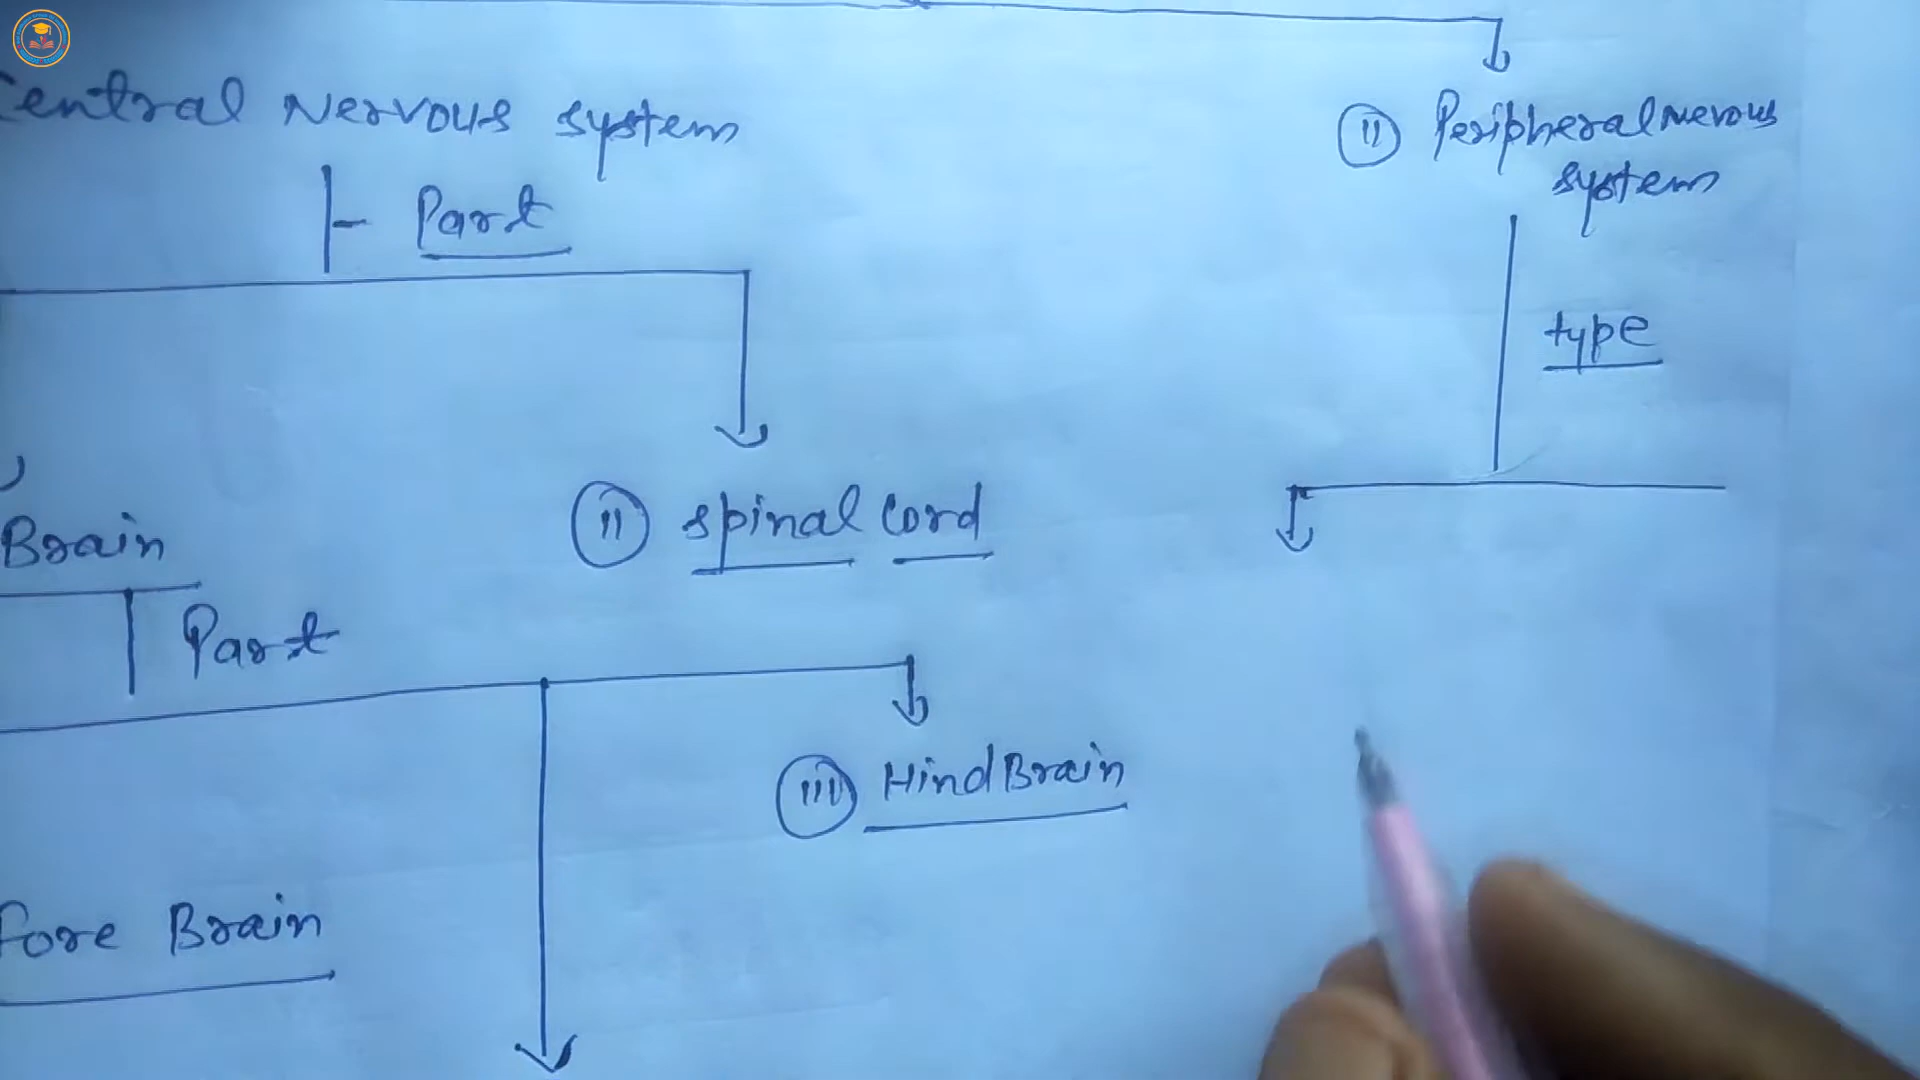 Central Nervous system
(ii) Peripheral Nervous
system
Part
type
(ii) spinal cord
Brain
Part
(iii) Hind Brain
fore Brain